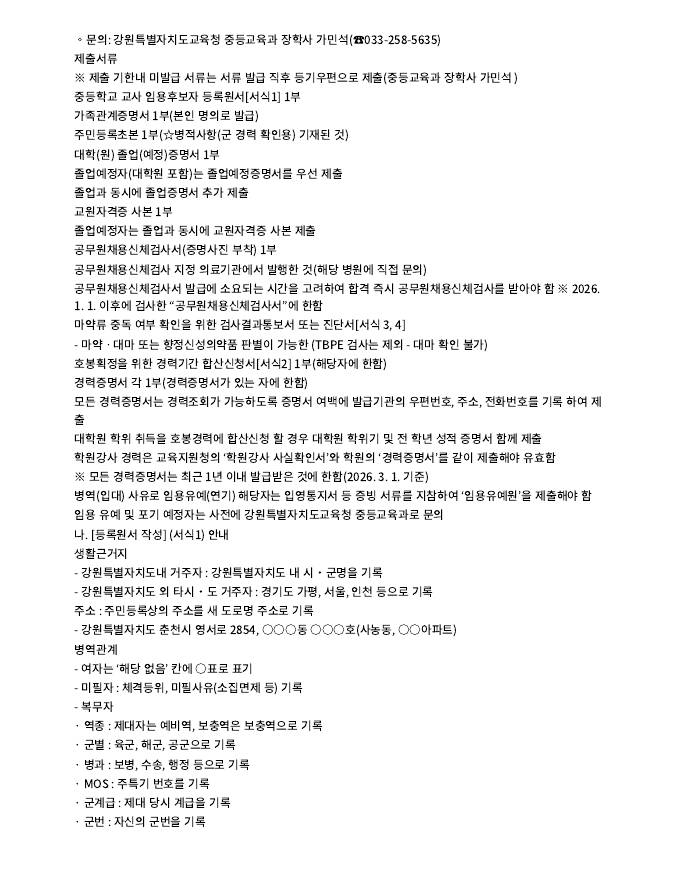 ◦ 문의: 강원특별자치도교육청 중등교육과 장학사 가민석(☎033-258-5635)
제출서류
※ 제출 기한내 미발급 서류는 서류 발급 직후 등기우편으로 제출(중등교육과 장학사 가민석 )
중등학교 교사 임용후보자 등록원서[서식1] 1부
가족관계증명서 1부(본인 명의로 발급)
주민등록초본 1부(☆병적사항(군 경력 확인용) 기재된 것)
대학(원) 졸업(예정)증명서 1부
졸업예정자(대학원 포함)는 졸업예정증명서를 우선 제출
졸업과 동시에 졸업증명서 추가 제출
교원자격증 사본 1부
졸업예정자는 졸업과 동시에 교원자격증 사본 제출
공무원채용신체검사서(증명사진 부착) 1부
공무원채용신체검사 지정 의료기관에서 발행한 것(해당 병원에 직접 문의)
공무원채용신체검사서 발급에 소요되는 시간을 고려하여 합격 즉시 공무원채용신체검사를 받아야 함 ※ 2026.
1. 1. 이후에 검사한 “공무원채용신체검사서”에 한함
마약류 중독 여부 확인을 위한 검사결과통보서 또는 진단서[서식 3, 4]
- 마약ㆍ대마 또는 향정신성의약품 판별이 가능한 (TBPE 검사는 제외 - 대마 확인 불가)
호봉획정을 위한 경력기간 합산신청서[서식2] 1부(해당자에 한함)
경력증명서 각 1부(경력증명서가 있는 자에 한함)
모든 경력증명서는 경력조회가 가능하도록 증명서 여백에 발급기관의 우편번호, 주소, 전화번호를 기록 하여 제
출
대학원 학위 취득을 호봉경력에 합산신청 할 경우 대학원 학위기 및 전 학년 성적 증명서 함께 제출
학원강사 경력은 교육지원청의 ‘학원강사 사실확인서’와 학원의 ‘경력증명서’를 같이 제출해야 유효함
※ 모든 경력증명서는 최근 1년 이내 발급받은 것에 한함(2026. 3. 1. 기준)
병역(입대) 사유로 임용유예(연기) 해당자는 입영통지서 등 증빙 서류를 지참하여 ‘임용유예원’을 제출해야 함
임용 유예 및 포기 예정자는 사전에 강원특별자치도교육청 중등교육과로 문의
나. [등록원서 작성] (서식1) 안내
생활근거지
- 강원특별자치도내 거주자 : 강원특별자치도 내 시・군명을 기록
- 강원특별자치도 외 타시・도 거주자 : 경기도 가평, 서울, 인천 등으로 기록
주소 : 주민등록상의 주소를 새 도로명 주소로 기록
- 강원특별자치도 춘천시 영서로 2854, ○○○동 ○○○호(사농동, ○○아파트)
병역관계
- 여자는 ‘해당 없음’ 칸에 ○표로 표기
- 미필자 : 체격등위, 미필사유(소집면제 등) 기록
- 복무자
· 역종 : 제대자는 예비역, 보충역은 보충역으로 기록
· 군별 : 육군, 해군, 공군으로 기록
· 병과 : 보병, 수송, 행정 등으로 기록
· MOS : 주특기 번호를 기록
· 군계급 : 제대 당시 계급을 기록
· 군번 : 자신의 군번을 기록